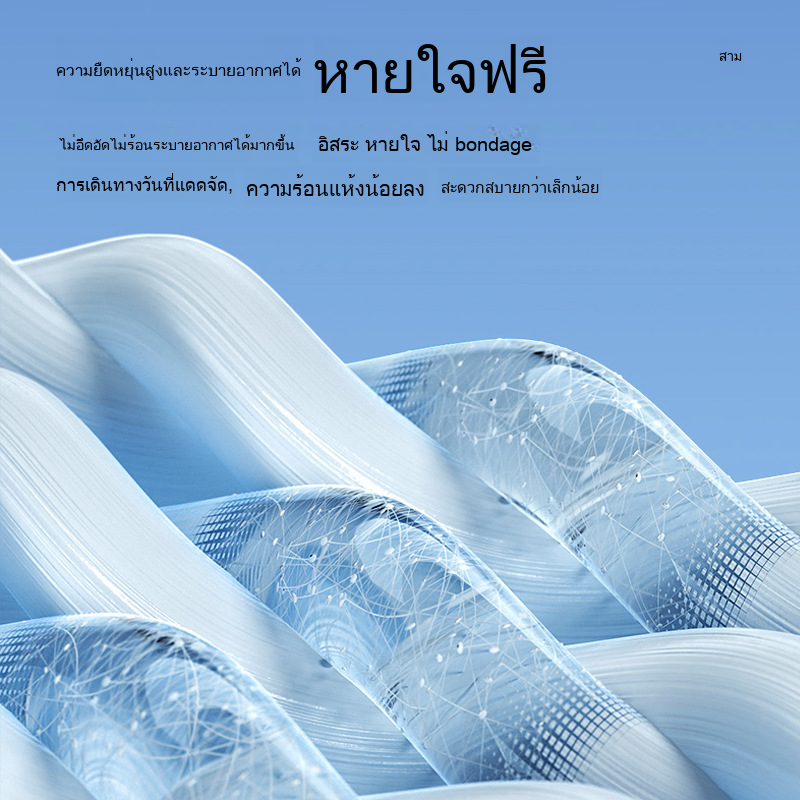 ความยืดหยุ่นสูงและระบายอากาศได้ หายใจฟรี สาม
ไม่อึดอัดไม่ร้อนระบายอากาศได้มากขึ้น อิสระ หายใจ ไม่ bondage
การเดินทางวันที่แดดจัด, ความร้อนแห้งน้อยลง สะดวกสบายกว่าเล็กน้อย